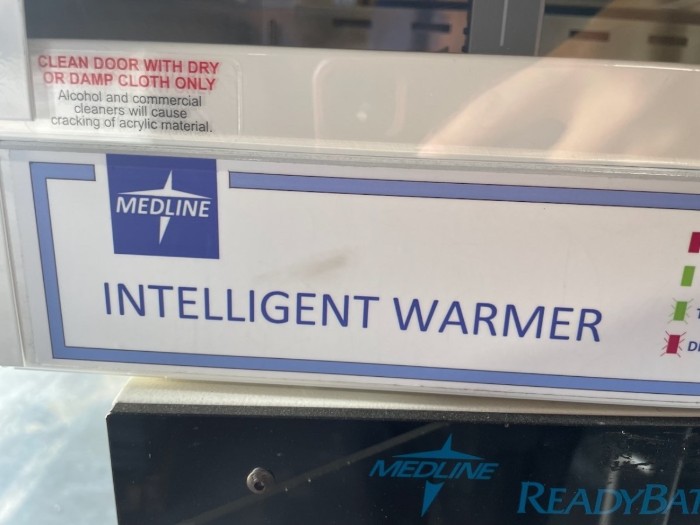 CLEAN DOOR WITH DRY
OR DAMP CLOTH ONLY
Alcohol and commercial
cleaners will cause
cracking of acrylic material.
MEDLINE
INTELLIGENT WARMER
MEDLINE
READYBAT